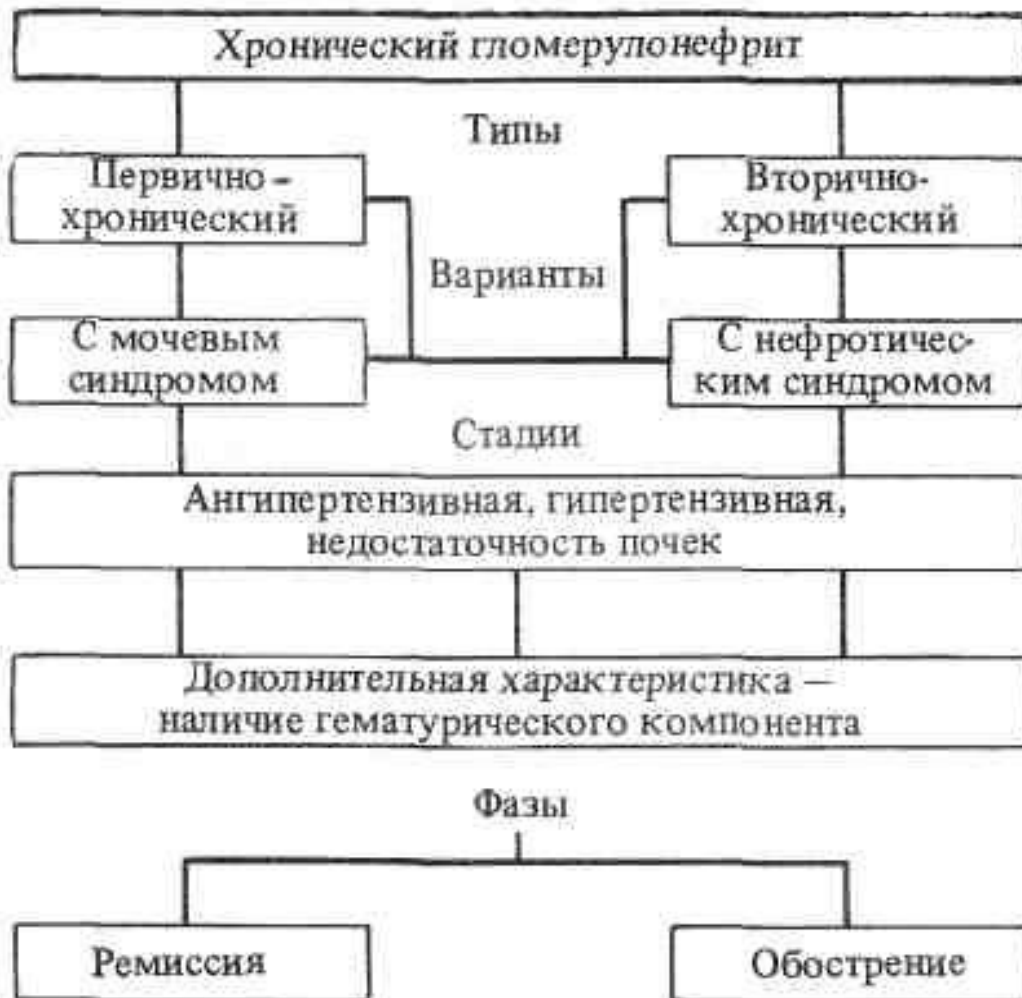 Хронический гломерулонефрит
Типы
Первично-
хронический
Вторично-
хронический
Варианты
С мочевым
синдромом
С нефротичес-
ким синдромом
Стадии
Ангипертензивная, гипертензивная,
недостаточность почек
Дополнительная характеристика —
наличие гематурического компонента
Фазы
Ремиссия
Обострение